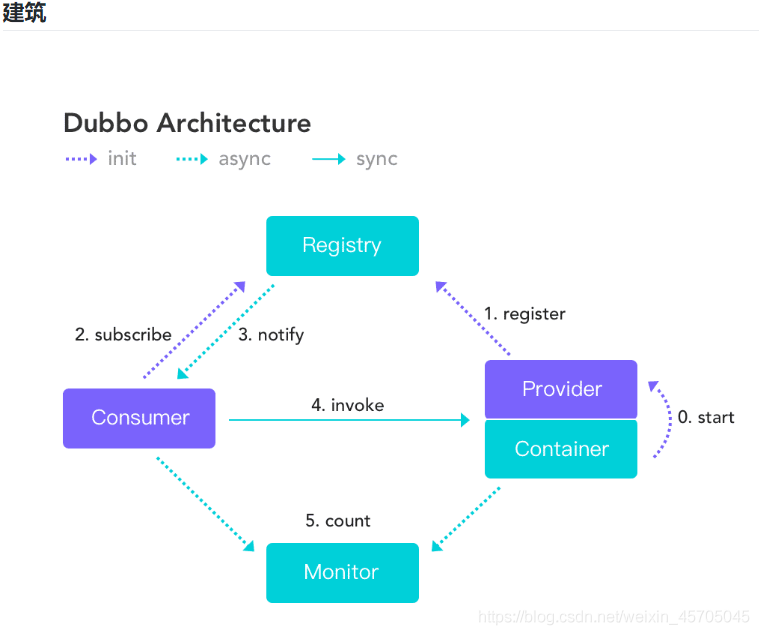 建筑
Dubbo Architecture
init async sync
Registry
1. register
2. subscribe 3. notify
Provider
Consumer 4. invoke 0. start
Container
5. count
Monitor
https://blog.csdn.net/weixin_45705045